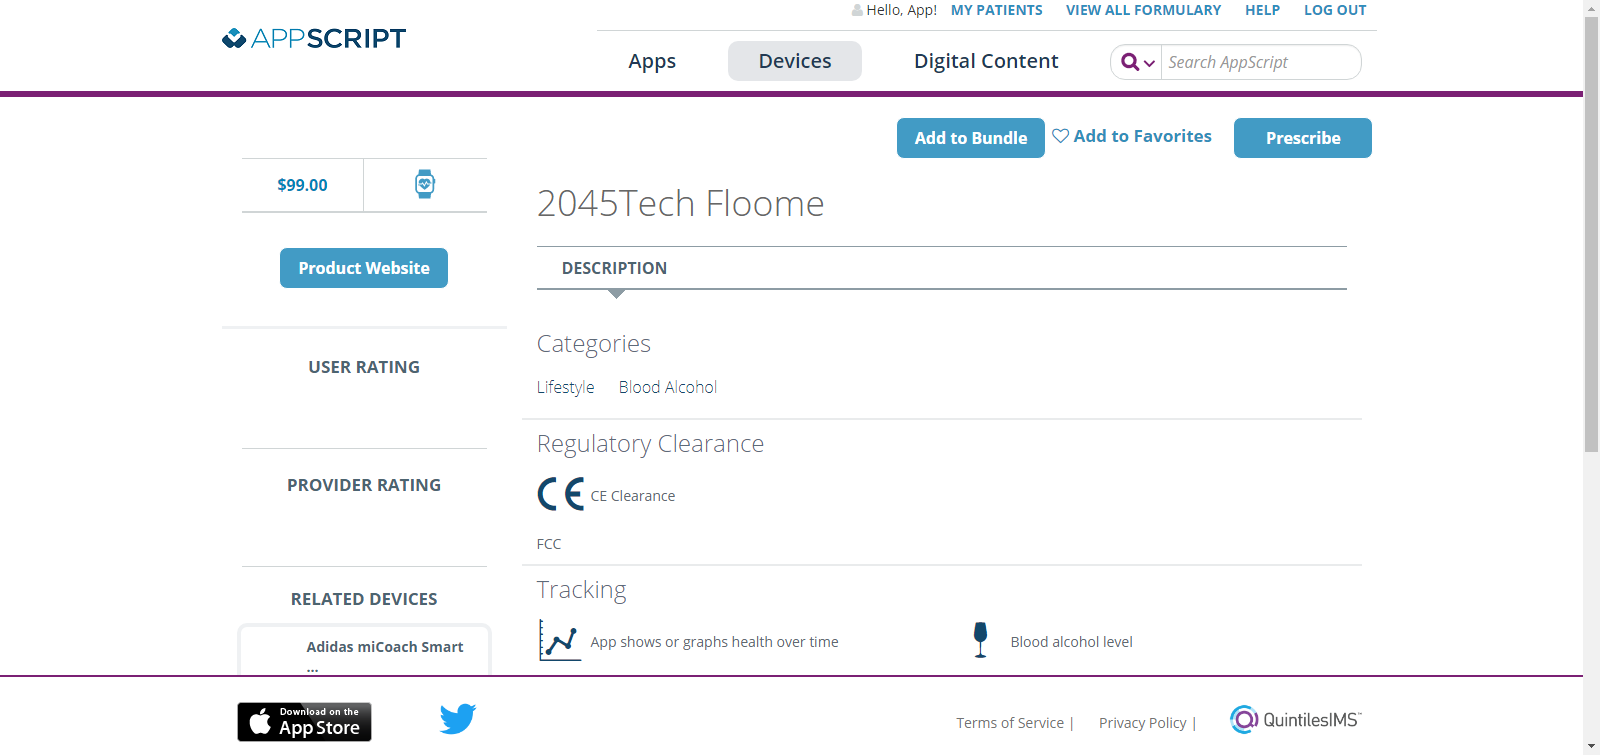 Hello, App! MY PATIENTS VIEW ALL FORMULARY HELP LOG OUT
APPSCRIPT
Apps Devices Digital Content Search AppScript
Add to Bundle Add to Favorites Prescribe
$99.00
2045Tech Floome
Product Website
DESCRIPTION
USER RATING
Categories
Lifestyle Blood Alcohol
Regulatory Clearance
CE CE Clearance
PROVIDER RATING
FCC
RELATED DEVICES
Tracking
Adidas miCoach Smart
...
App shows or graphs health over time Blood alcohol level
Download on the
App Store
Terms of Service | Privacy Policy | QuintilesIMS™